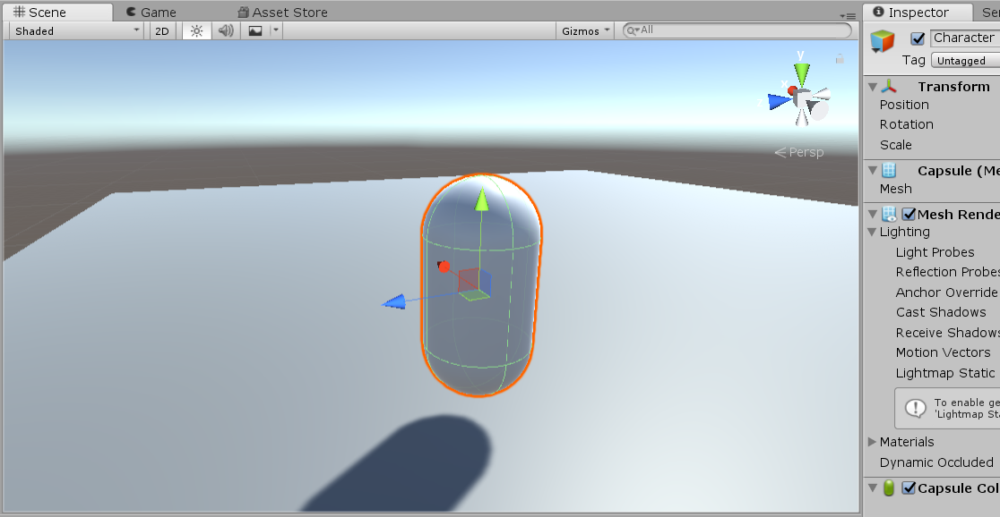 Scene
Game
Asset Store
Inspector
Shaded
2D
Gizmos
All
Character
Tag
Untagged
y
x
Persp
Transform
Position
Rotation
Scale
Capsule (Me
Mesh
Mesh Rende
Lighting
Light Probes
Reflection Probes
Anchor Override
Cast Shadows
Receive Shadows
Motion Vectors
Lightmap Static
To enable ge
'Lightmap Sta
Materials
Dynamic Occluded
Capsule Col